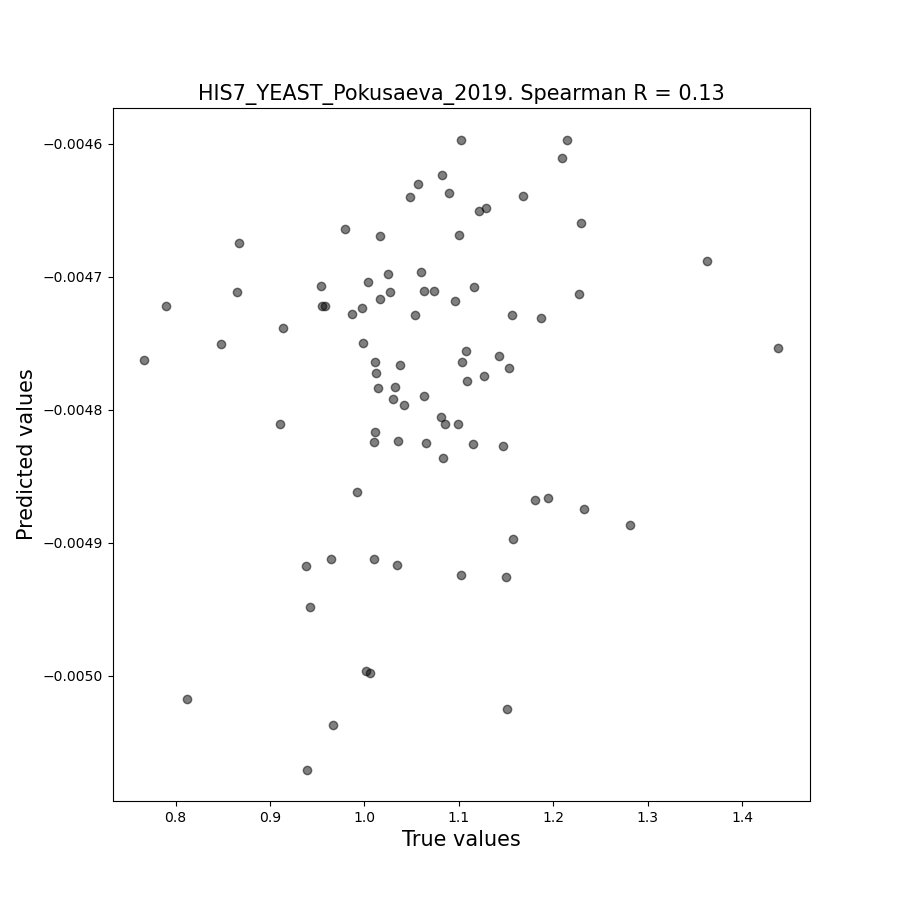 HIS7_YEAST_Pokusaeva_2019. Spearman R = 0.13
Predicted values
−0.0046
−0.0047
−0.0048
−0.0049
−0.0050
0.8 0.9 1.0 1.1 1.2 1.3 1.4
True values